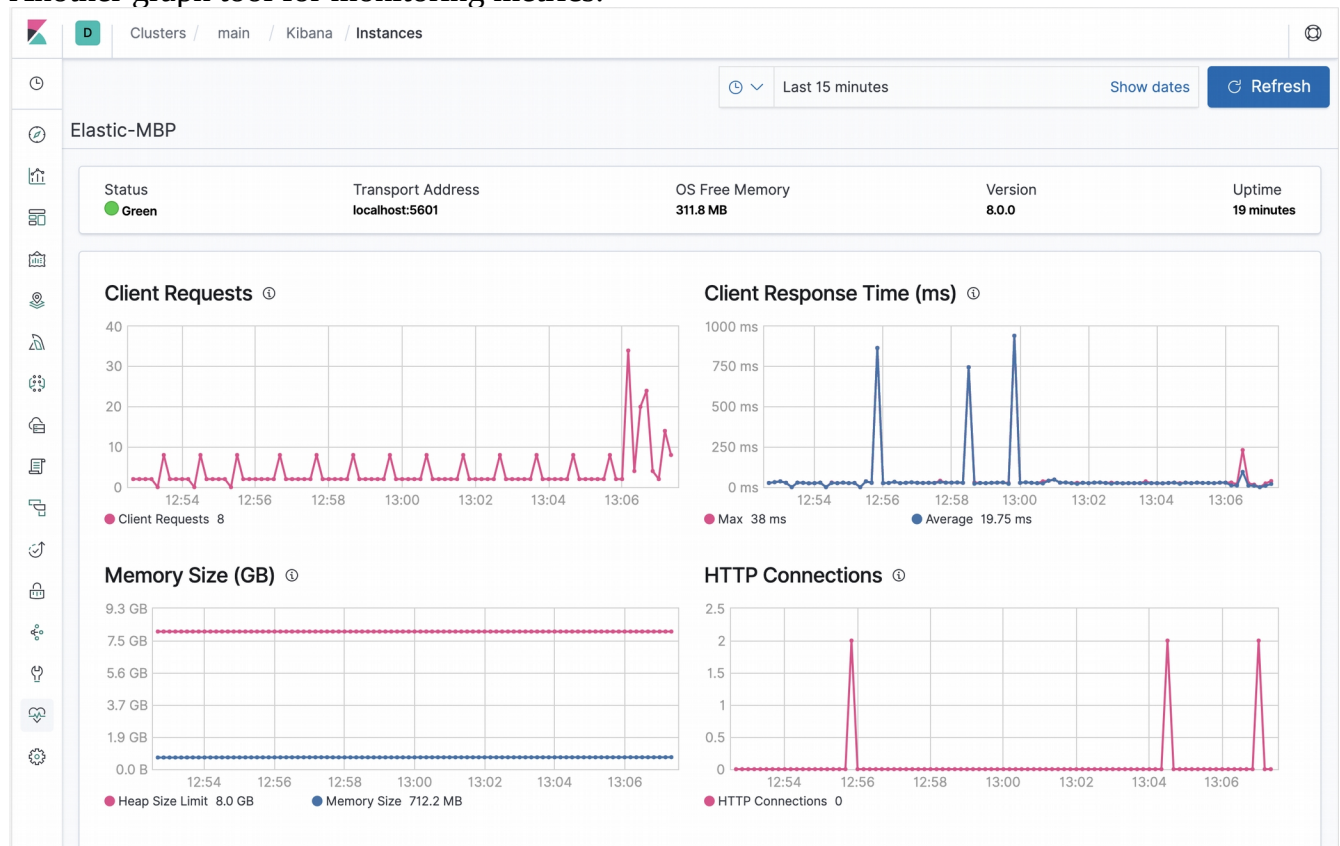 Another graph tool for monitoring metrics.
D Clusters / main / Kibana / Instances
Last 15 minutes Show dates Refresh
Elastic-MBP
Status Transport Address OS Free Memory Version Uptime
Green localhost:5601 311.8 MB 8.0.0 19 minutes
Client Requests
40
30
20
10
0
12:54 12:56 12:58 13:00 13:02 13:04 13:06
Client Requests 8
Client Response Time (ms)
1000 ms
750 ms
500 ms
250 ms
0 ms
12:54 12:56 12:58 13:00 13:02 13:04 13:06
Max 38 ms Average 19.75 ms
Memory Size (GB)
9.3 GB
7.5 GB
5.6 GB
3.7 GB
1.9 GB
0.0 B
12:54 12:56 12:58 13:00 13:02 13:04 13:06
Heap Size Limit 8.0 GB Memory Size 712.2 MB
HTTP Connections
2.5
2
1.5
1
0.5
0
12:54 12:56 12:58 13:00 13:02 13:04 13:06
HTTP Connections 0